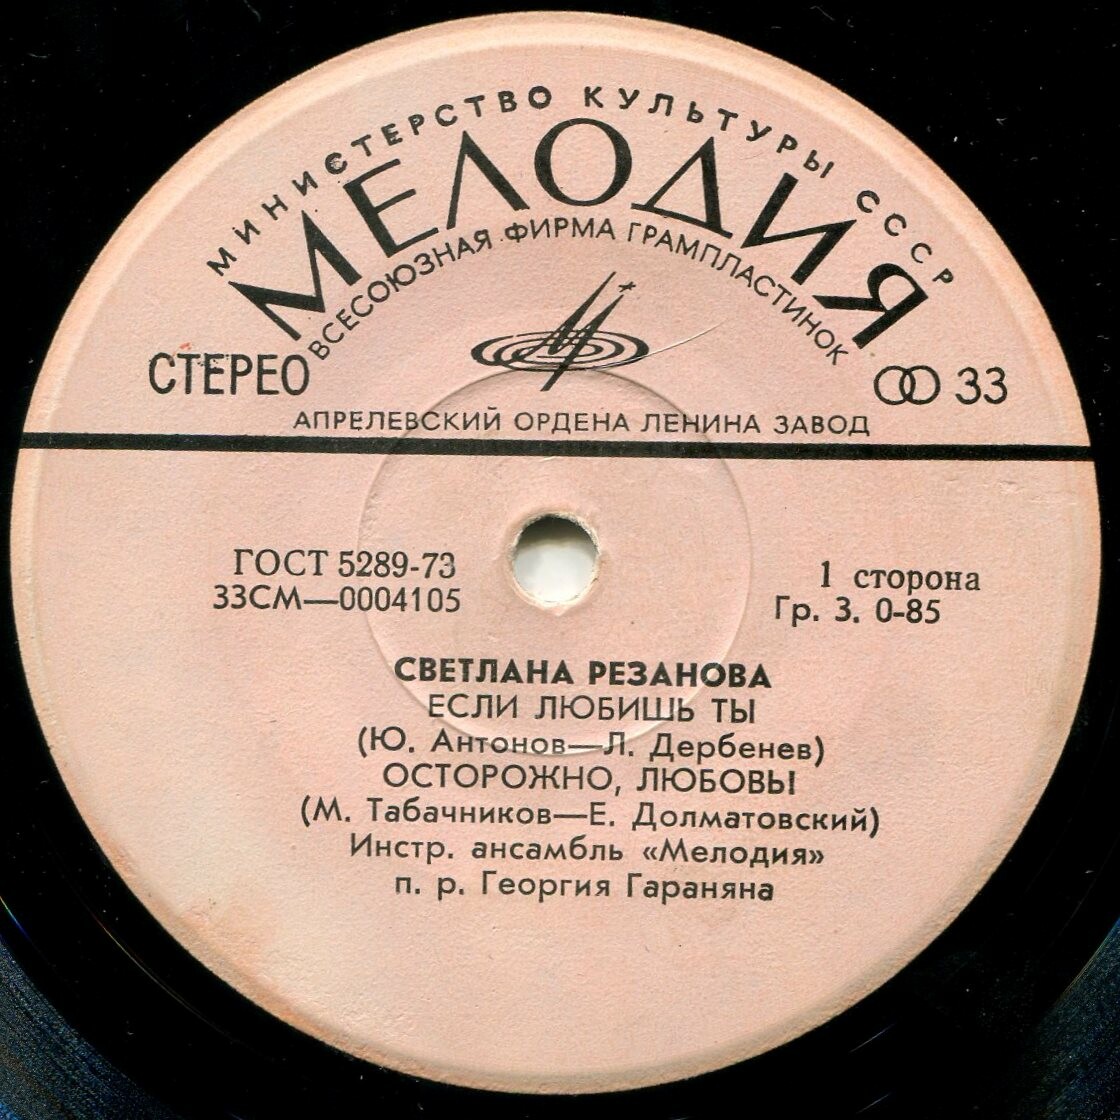 МИНИСТЕРСТВО КУЛЬТУРЫ СССР
МЕЛОДИЯ
ВСЕСОЮЗНАЯ ФИРМА ГРАМПЛАСТИНОК
СТЕРЕО
33
АПРЕЛЕВСКИЙ ОРДЕНА ЛЕНИНА ЗАВОД
ГОСТ 5289-73
33СМ—0004105
1 сторона
Гр. 3. 0-85
СВЕТЛАНА РЕЗАНОВА
ЕСЛИ ЛЮБИШЬ ТЫ
(Ю. Антонов—Л. Дербенев)
ОСТОРОЖНО, ЛЮБОВЫ
(М. Табачников—Е. Долматовский)
Инстр. ансамбль «Мелодия»
п. р. Георгия Гараняна